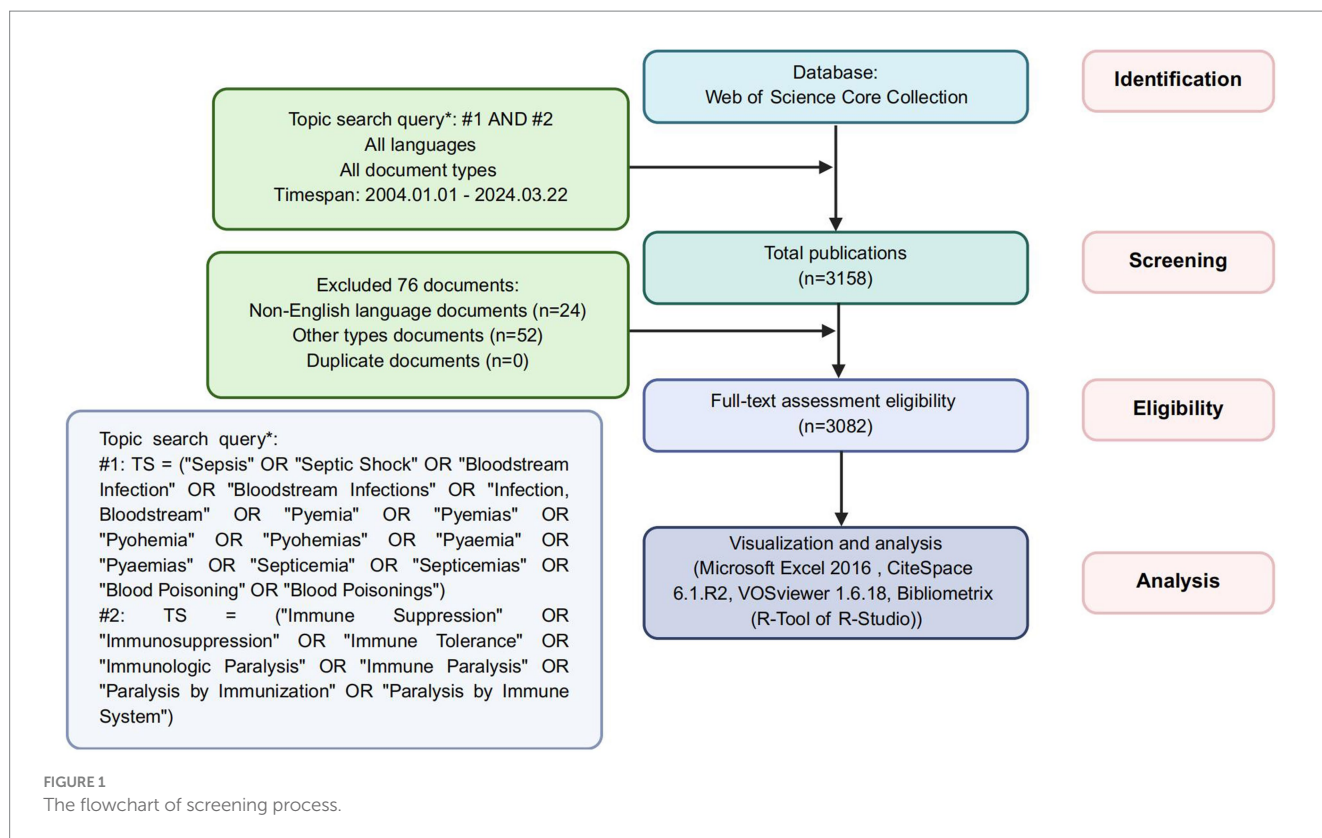 Database:
Web of Science Core Collection
Identification
Topic search query*: #1 AND #2
All languages
All document types
Timespan: 2004.01.01 - 2024.03.22
Total publications
(n=3158)
Screening
Excluded 76 documents:
Non-English language documents (n=24)
Other types documents (n=52)
Duplicate documents (n=0)
Full-text assessment eligibility
(n=3082)
Eligibility
Topic search query*:
#1: TS = ("Sepsis" OR "Septic Shock" OR "Bloodstream
Infection" OR "Bloodstream Infections" OR "Infection,
Bloodstream" OR "Pyemia" OR "Pyemias" OR
"Pyohemia" OR "Pyohemias" OR "Pyaemia" OR
"Pyaemias" OR "Septicemia" OR "Septicemias" OR
"Blood Poisoning" OR "Blood Poisonings")
#2: TS = ("Immune Suppression" OR
"Immunosuppression" OR "Immune Tolerance" OR
"Immunologic Paralysis" OR "Immune Paralysis" OR
"Paralysis by Immunization" OR "Paralysis by Immune
System")
Visualization and analysis
(Microsoft Excel 2016 , CiteSpace
6.1.R2, VOSviewer 1.6.18, Bibliometrix
(R-Tool of R-Studio))
Analysis
FIGURE 1
The flowchart of screening process.